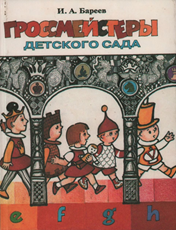 И. А. Бареев
ГРОССМЕЙСТЕРЫ
ДЕТСКОГО САДА
e f g h